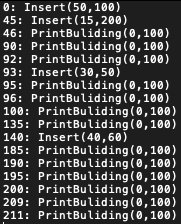 0: Insert(50,100)
45: Insert(15,200)
46: PrintBuliding(0,100)
90: PrintBuliding(0,100)
92: PrintBuliding(0,100)
93: Insert(30,50)
95: PrintBuliding(0,100)
96: PrintBuliding(0,100)
100: PrintBuliding(0,100)
135: PrintBuliding(0,100)
140: Insert(40,60)
185: PrintBuliding(0,100)
190: PrintBuliding(0,100)
195: PrintBuliding(0,100)
200: PrintBuliding(0,100)
209: PrintBuliding(0,100)
211: PrintBuliding(0,100)